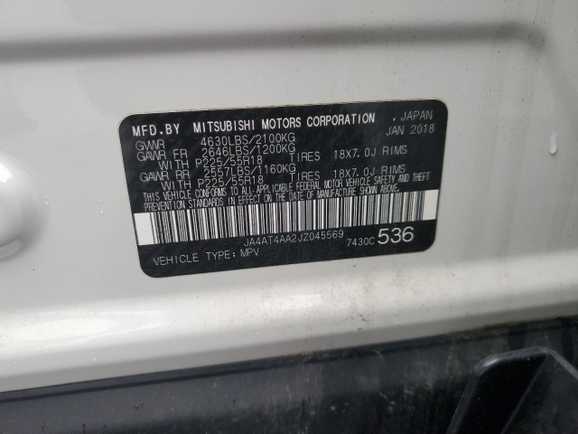 MFD.BY MITSUBISHI MOTORS CORPORATION , JAPAN
GVWR 4630LBS/2100KG JAN 2018
GAWR FR 2646LBS/1200KG
WITH P225/55R18 TIRES 18X7.0J RIMS
GAWR RR 2557LBS/1160KG
WITH P225/55R18 TIRES 18X7.0J RIMS
THIS VEHICLE CONFORMS TO ALL APPLICABLE FEDERAL MOTOR VEHICLE SAFETY AND THEFT
PREVENTION STANDARDS IN EFFECT ON THE DATE OF MANUFACTURE SHOWN ABOVE.
JA4AT4AA2JZ045569 7430C 536
VEHICLE TYPE: MPV